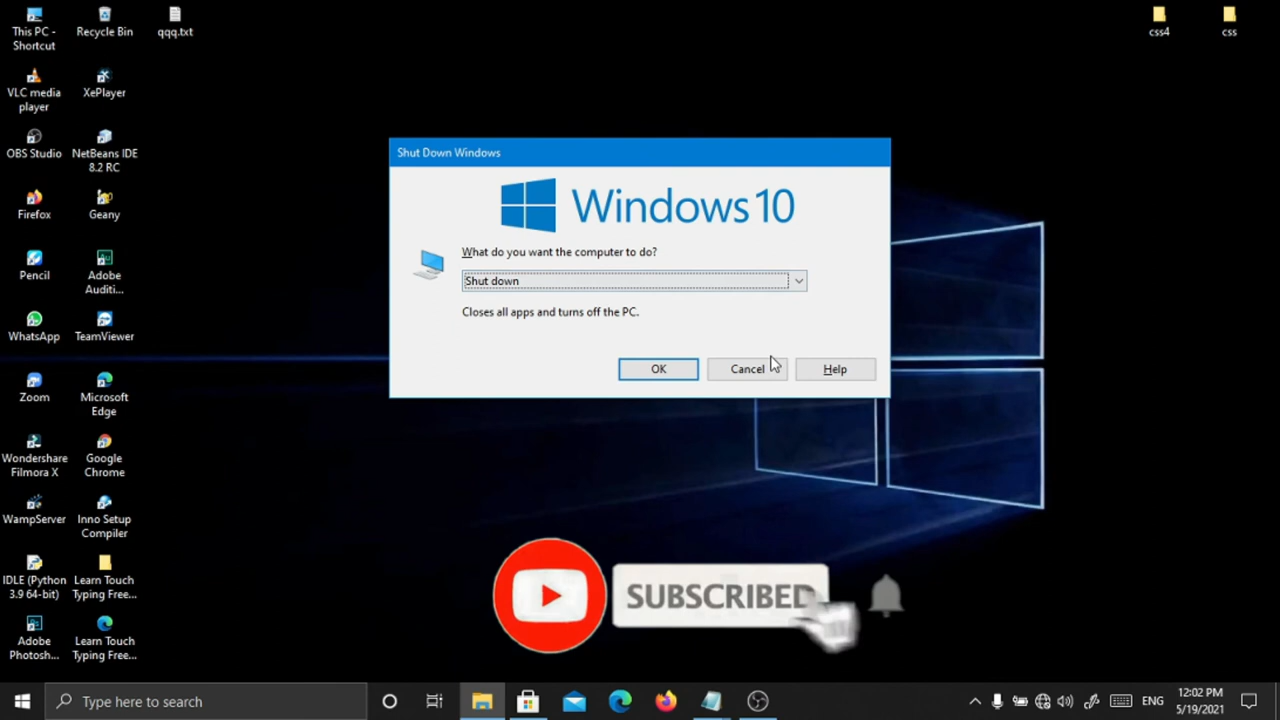 This PC -
Shortcut
Recycle Bin
qqq.txt
css4
css
VLC media
player
XePlayer
OBS Studio
NetBeans IDE
8.2 RC
Firefox
Geany
Pencil
Adobe
Auditi...
WhatsApp
TeamViewer
Zoom
Microsoft
Edge
Wondershare
Filmora X
Google
Chrome
WampServer
Inno Setup
Compiler
IDLE (Python
3.9 64-bit)
Learn Touch
Typing Free...
Adobe
Photosh...
Learn Touch
Typing Free...
Shut Down Windows
Windows 10
What do you want the computer to do?
Shut down
Closes all apps and turns off the PC.
OK
Cancel
Help
SUBSCRIBED
Type here to search
ENG
12:02 PM
5/19/2021